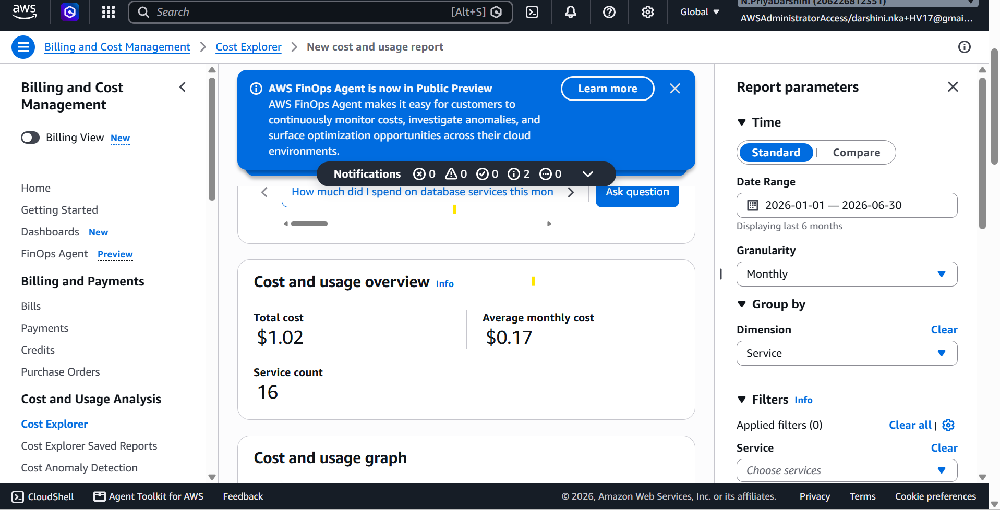 aws
Search
[Alt+S]
Global
N.PriyaDarshini (206226812351)
AWSAdministratorAccess/darshini.nka+HV17@gmai...
Billing and Cost Management
Cost Explorer
New cost and usage report
Billing and Cost
Management
Billing View New
Home
Getting Started
Dashboards New
FinOps Agent Preview
Billing and Payments
Bills
Payments
Credits
Purchase Orders
Cost and Usage Analysis
Cost Explorer
Cost Explorer Saved Reports
Cost Anomaly Detection
AWS FinOps Agent is now in Public Preview
AWS FinOps Agent makes it easy for customers to
continuously monitor costs, investigate anomalies, and
surface optimization opportunities across their cloud
environments.
Learn more
Notifications 0 0 0 2 0
How much did I spend on database services this mon
Ask question
Cost and usage overview Info
Total cost
$1.02
Average monthly cost
$0.17
Service count
16
Cost and usage graph
Report parameters
Time
Standard | Compare
Date Range
2026-01-01 — 2026-06-30
Displaying last 6 months
Granularity
Monthly
Group by
Dimension Clear
Service
Filters Info
Applied filters (0) Clear all |
Service Clear
Choose services
CloudShell
Agent Toolkit for AWS
Feedback
© 2026, Amazon Web Services, Inc. or its affiliates.
Privacy
Terms
Cookie preferences